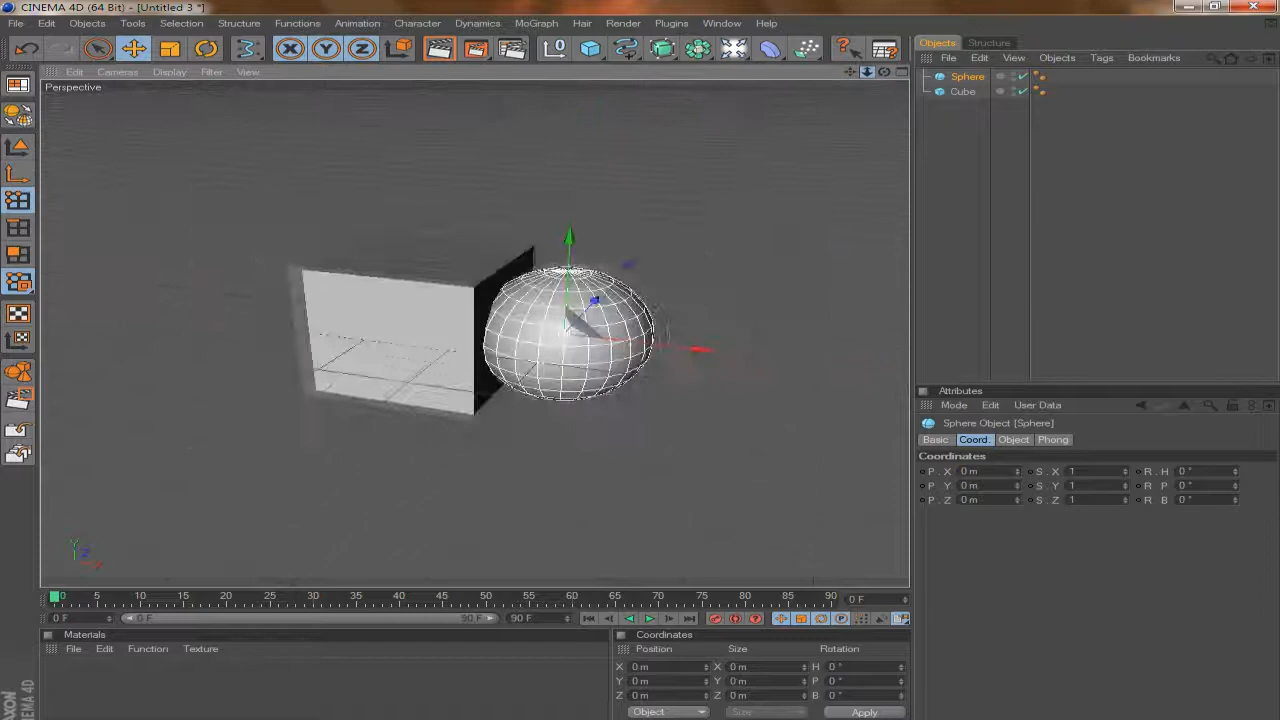 CINEMA 4D (64 Bit) - [Untitled 3 *]
File Edit Objects Tools Selection Structure Functions Animation Character Dynamics MoGraph Hair Render Plugins Window Help
Edit Cameras Display Filter View
Perspective
Y
Z
X
0 5 10 15 20 25 30 35 40 45 50 55 60 65 70 75 80 85 90 0 F
0 F 0 F 90 F 90 F
Materials
File Edit Function Texture
Coordinates
Position Size Rotation
X 0 m X 0 m H 0 °
Y 0 m Y 0 m P 0 °
Z 0 m Z 0 m B 0 °
Object Size Apply
Objects Structure
File Edit View Objects Tags Bookmarks
Sphere
Cube
Attributes
Mode Edit User Data
Sphere Object [Sphere]
Basic Coord. Object Phong
Coordinates
P . X 0 m S . X 1 R . H 0 °
P . Y 0 m S . Y 1 R . P 0 °
P . Z 0 m S . Z 1 R . B 0 °
CINEMA 4D